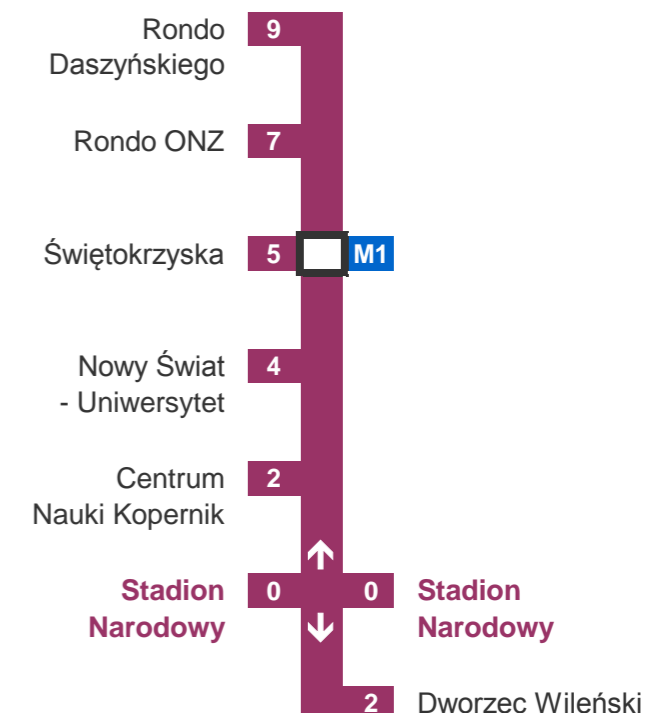 Rondo 9
Daszyńskiego
Rondo ONZ 7
Świętokrzyska 5 M1
Nowy Świat 4
- Uniwersytet
Centrum 2
Nauki Kopernik
Stadion 0 0 Stadion
Narodowy Narodowy
2 Dworzec Wileński